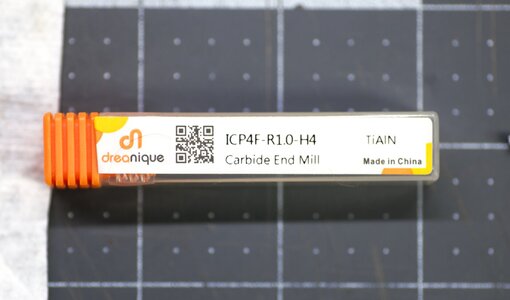 dreanique
ICP4F-R1.0-H4
Carbide End Mill
TiAlN
Made in China